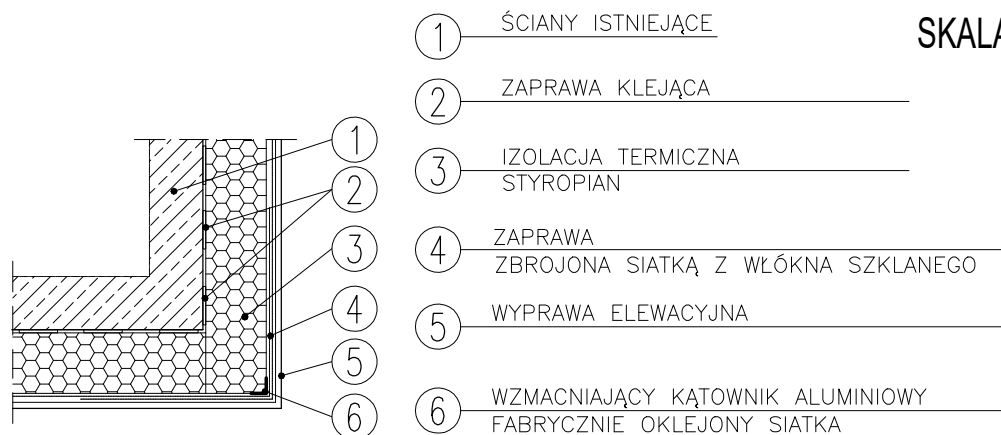 1 ŚCIANY ISTNIEJĄCE
SKALA
2 ZAPRAWA KLEJĄCA
3 IZOLACJA TERMICZNA
STYROPIAN
4 ZAPRAWA
ZBROJONA SIATKĄ Z WŁÓKNA SZKLANEGO
5 WYPRAWA ELEWACYJNA
6 WZMACNIAJĄCY KĄTOWNIK ALUMINIOWY
FABRYCZNIE OKLEJONY SIATKA
1
2
3
4
5
6